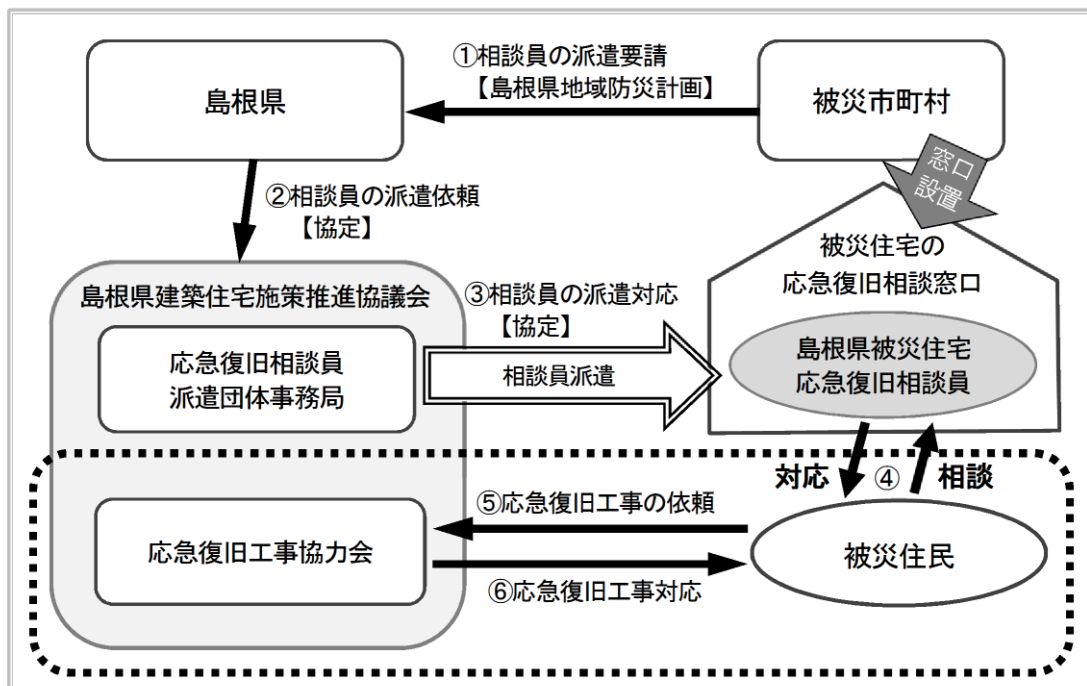 ①相談員の派遣要請
【島根県地域防災計画】
島根県
被災市町村
窓口
設置
②相談員の派遣依頼
【協定】
被災住宅の
応急復旧相談窓口
島根県建築住宅施策推進協議会
③相談員の派遣対応
【協定】
応急復旧相談員
派遣団体事務局
相談員派遣
島根県被災住宅
応急復旧相談員
対応 ④ 相談
⑤応急復旧工事の依頼
応急復旧工事協力会
被災住民
⑥応急復旧工事対応